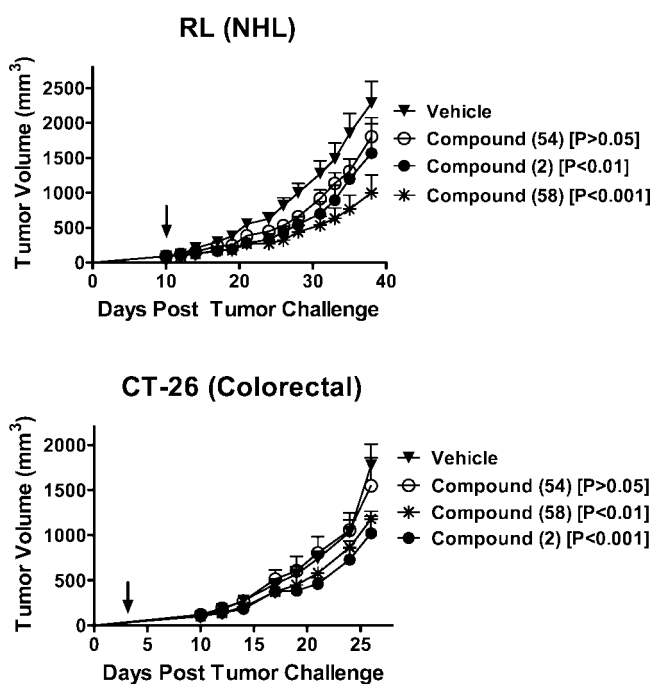 RL (NHL)
Tumor Volume (mm³)
2500
2000
1500
1000
500
0
0 10 20 30 40
Days Post Tumor Challenge
Vehicle
Compound (54) [P>0.05]
Compound (2) [P<0.01]
Compound (58) [P<0.001]
CT-26 (Colorectal)
Tumor Volume (mm³)
2000
1500
1000
500
0
0 5 10 15 20 25
Days Post Tumor Challenge
Vehicle
Compound (54) [P>0.05]
Compound (58) [P<0.01]
Compound (2) [P<0.001]